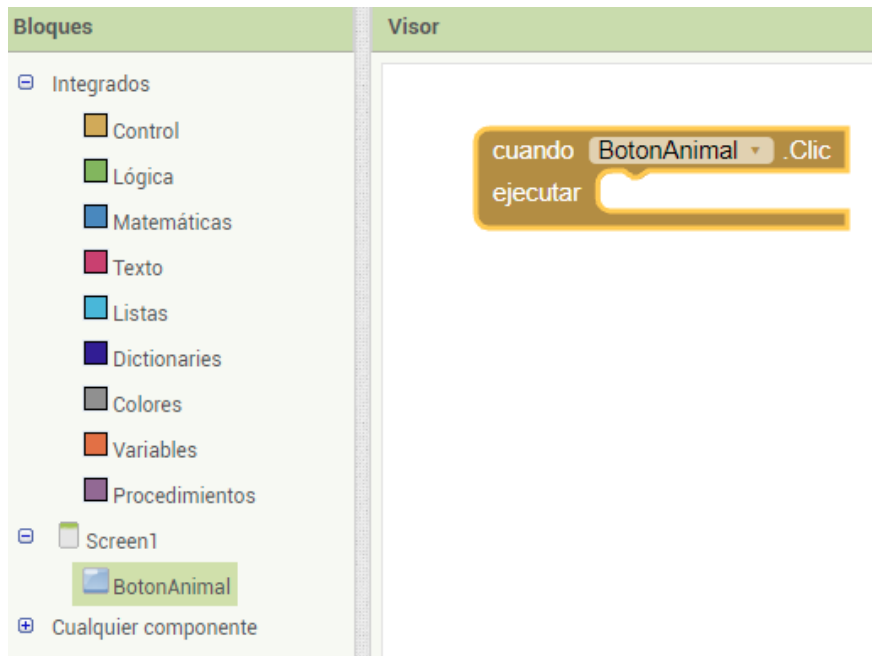 Bloques
Integrados
Control
Lógica
Matemáticas
Texto
Listas
Dictionaries
Colores
Variables
Procedimientos
Screen1
BotonAnimal
Cualquier componente
Visor
cuando BotonAnimal .Clic
ejecutar